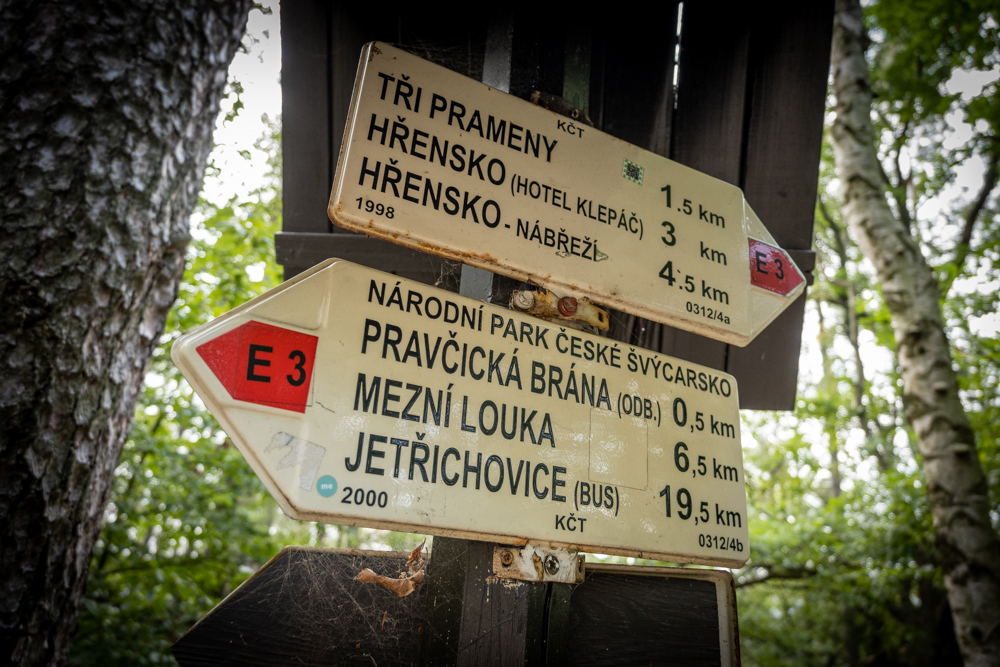 KČT
TŘI PRAMENY 1.5 km
HŘENSKO (HOTEL KLEPÁČ) 3 km
HŘENSKO - NÁBŘEŽÍ 4.5 km
1998
0312/4a
E 3
NÁRODNÍ PARK ČESKÉ ŠVÝCARSKO
PRAVČICKÁ BRÁNA (ODB.) 0,5 km
MEZNÍ LOUKA 6,5 km
JETŘICHOVICE (BUS) 19,5 km
E 3
2000
KČT
0312/4b